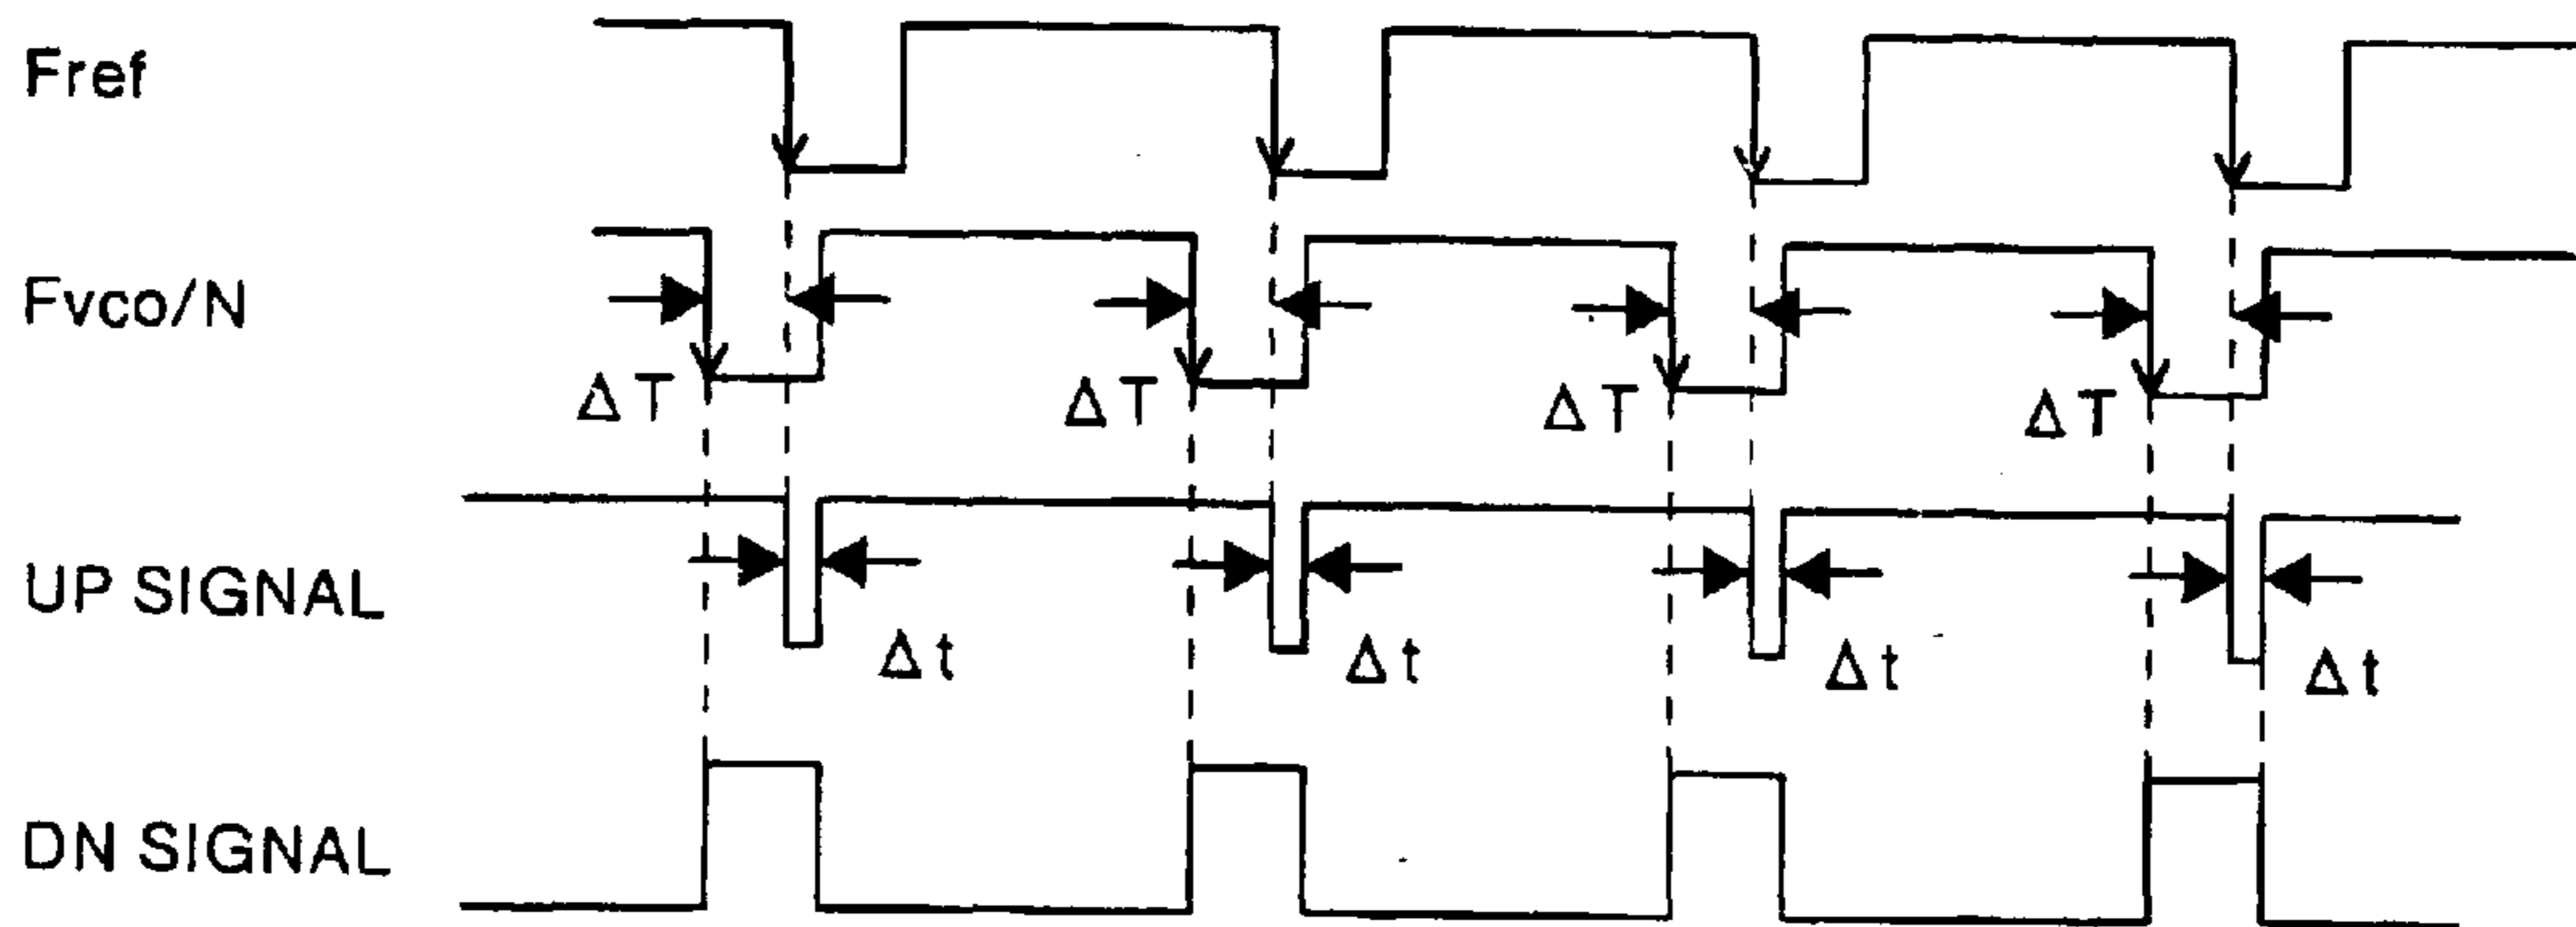 Fref
Fvco/N
ΔT ΔT ΔT ΔT
UP SIGNAL
Δt Δt Δt Δt
DN SIGNAL